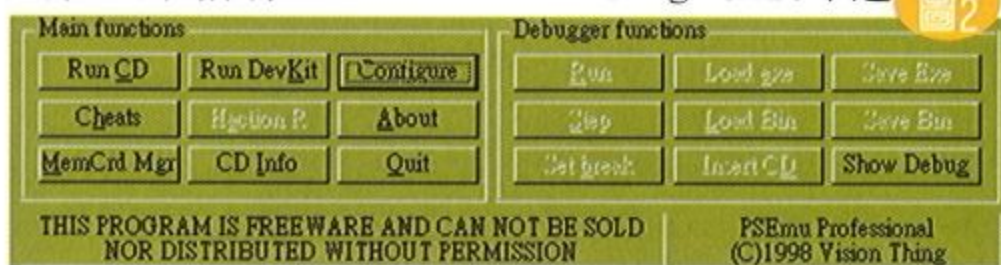 圖2
Main functions
Debugger functions
Run CD
Run DevKit
Configure
Run
Load exe
Save Exe
Cheats
About
Step
Load Bin
Save Bin
MemCrd Mgr
CD Info
Quit
Set break
Insert CD
Show Debug
THIS PROGRAM IS FREEWARE AND CAN NOT BE SOLD
NOR DISTRIBUTED WITHOUT PERMISSION
PSEmu Professional
(C)1998 Vision Thing